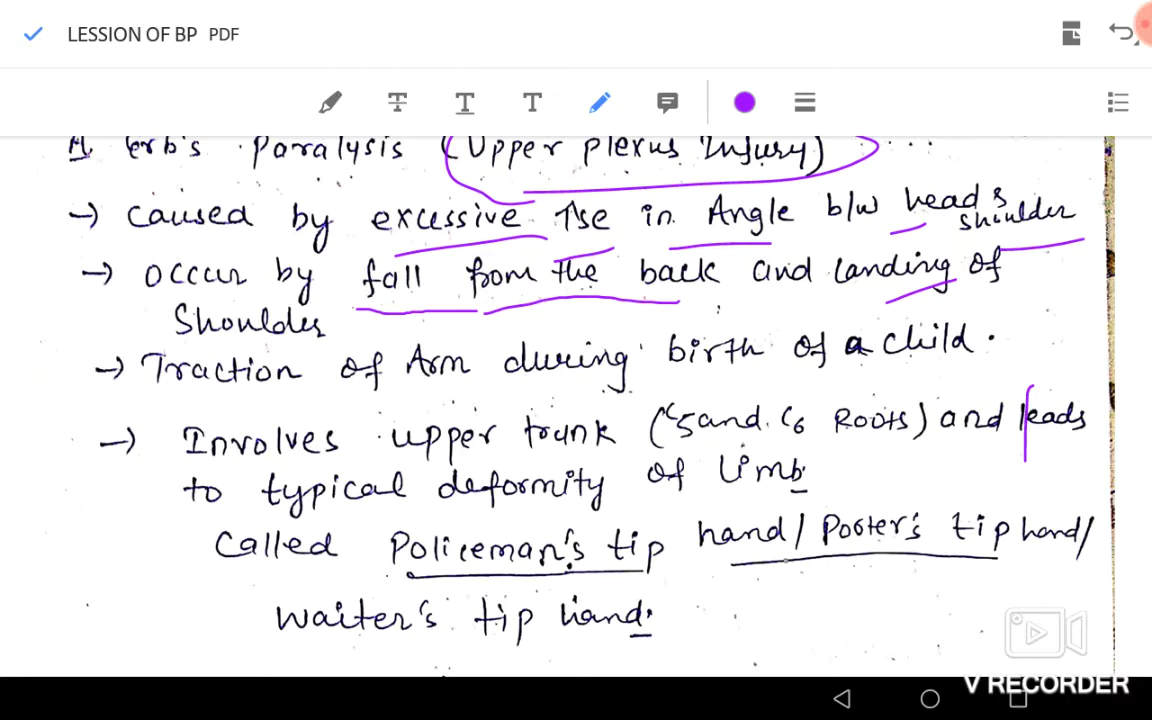 LESSION OF BP PDF
A. erb's Paralysis (Upper plexus Injury)
→ caused by excessive ↑se in Angle b/w head & shoulder
→ occur by fall from the back and landing of
Shoulder
→ Traction of Arm during birth of a child.
→ Involves upper trunk (C5 and C6 Roots) and leads
to typical deformity of limb
Called Policeman's tip hand/ Porter's tip hand/
Waiter's tip hand.
V RECORDER